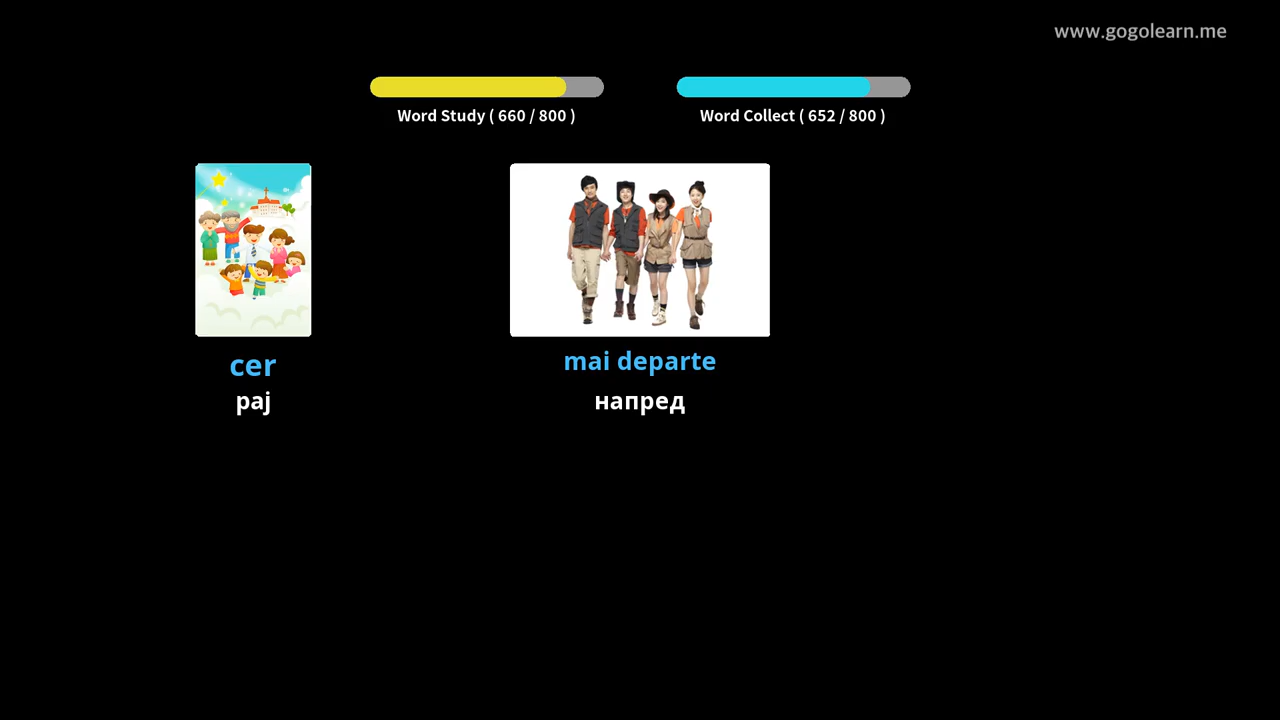 www.gogolearn.me
Word Study ( 660 / 800 )
Word Collect ( 652 / 800 )
cer
рај
mai departe
напред